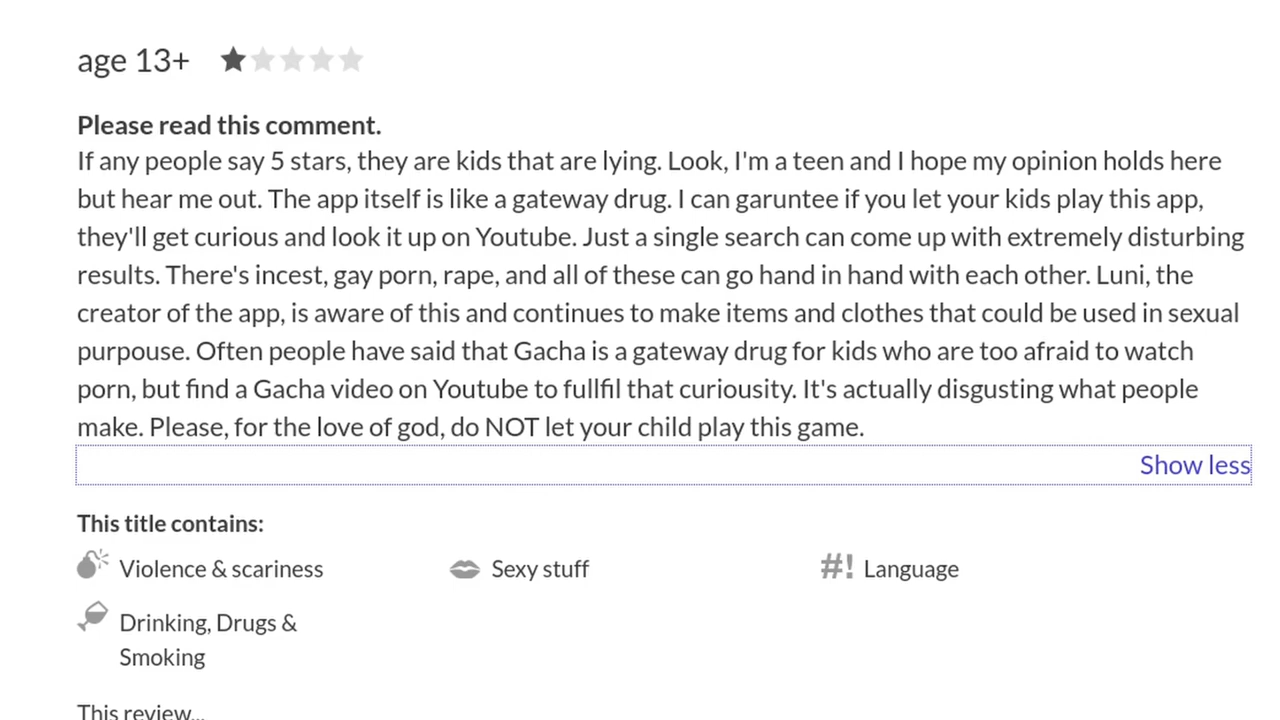 age 13+
Please read this comment.
If any people say 5 stars, they are kids that are lying. Look, I'm a teen and I hope my opinion holds here
but hear me out. The app itself is like a gateway drug. I can garuntee if you let your kids play this app,
they'll get curious and look it up on Youtube. Just a single search can come up with extremely disturbing
results. There's incest, gay porn, rape, and all of these can go hand in hand with each other. Luni, the
creator of the app, is aware of this and continues to make items and clothes that could be used in sexual
purpouse. Often people have said that Gacha is a gateway drug for kids who are too afraid to watch
porn, but find a Gacha video on Youtube to fullfil that curiousity. It's actually disgusting what people
make. Please, for the love of god, do NOT let your child play this game.
Show less
This title contains:
Violence & scariness
Sexy stuff
#! Language
Drinking, Drugs &
Smoking
This review...